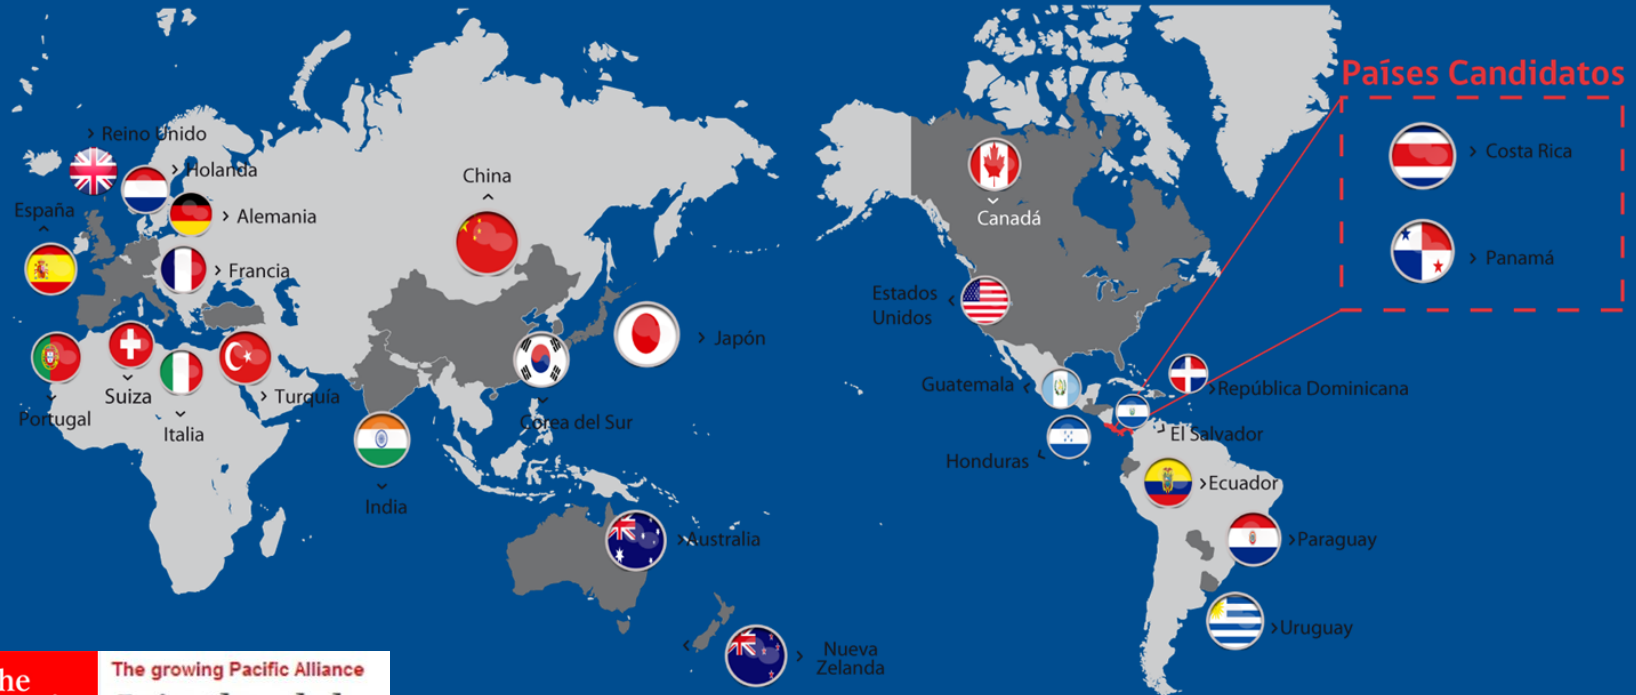 Países Candidatos
Costa Rica
Panamá
Reino Unido
Holanda
España
Alemania
Francia
China
Japón
Portugal
Suiza
Italia
Turquía
Corea del Sur
India
Australia
Nueva
Zelanda
Canadá
Estados
Unidos
Guatemala
República Dominicana
El Salvador
Honduras
Ecuador
Paraguay
Uruguay
The growing Pacific Alliance